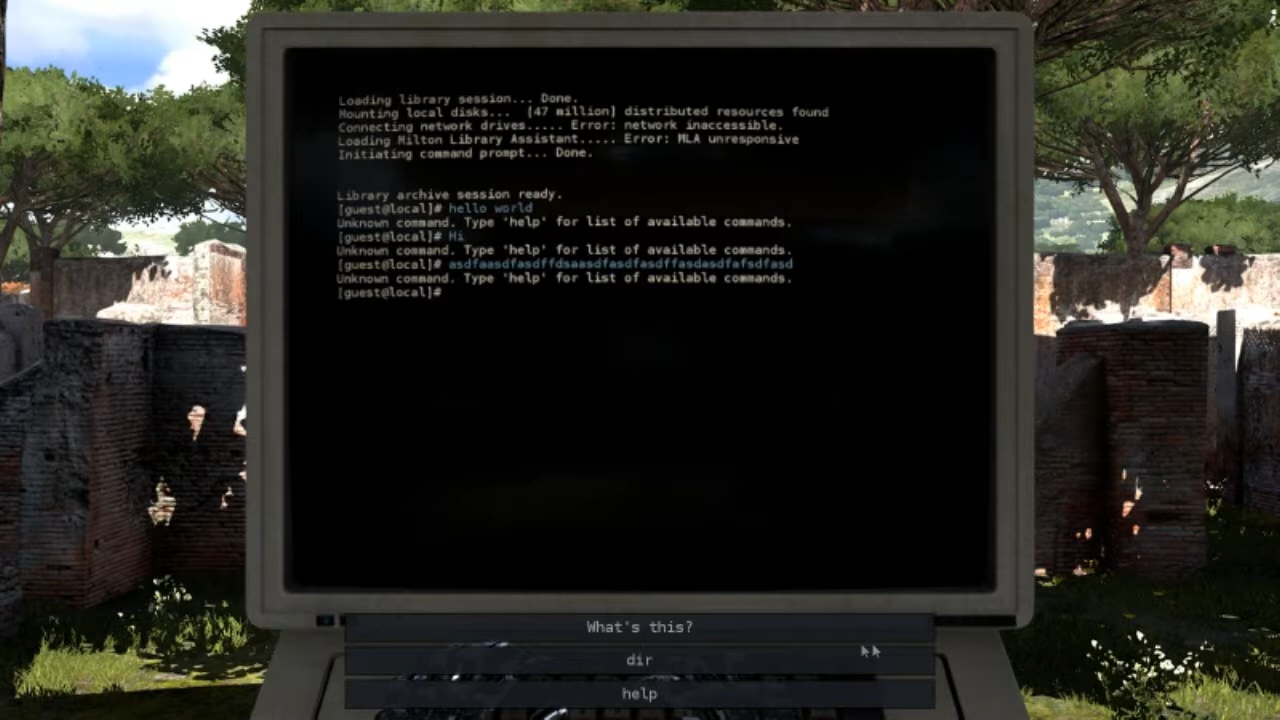 Loading library session... Done.
Mounting local disks...  [47 million] distributed resources found
Connecting network drives..... Error: network inaccessible.
Loading Milton Library Assistant..... Error: MLA unresponsive
Initiating command prompt... Done.
Library archive session ready.
[guest@local]# hello world
Unknown command. Type 'help' for list of available commands.
[guest@local]# Hi
Unknown command. Type 'help' for list of available commands.
[guest@local]# asdfaasdfasdffdsaasdfasdfasdffasdasdfafsdfasd
Unknown command. Type 'help' for list of available commands.
[guest@local]#
What's this?
dir
help